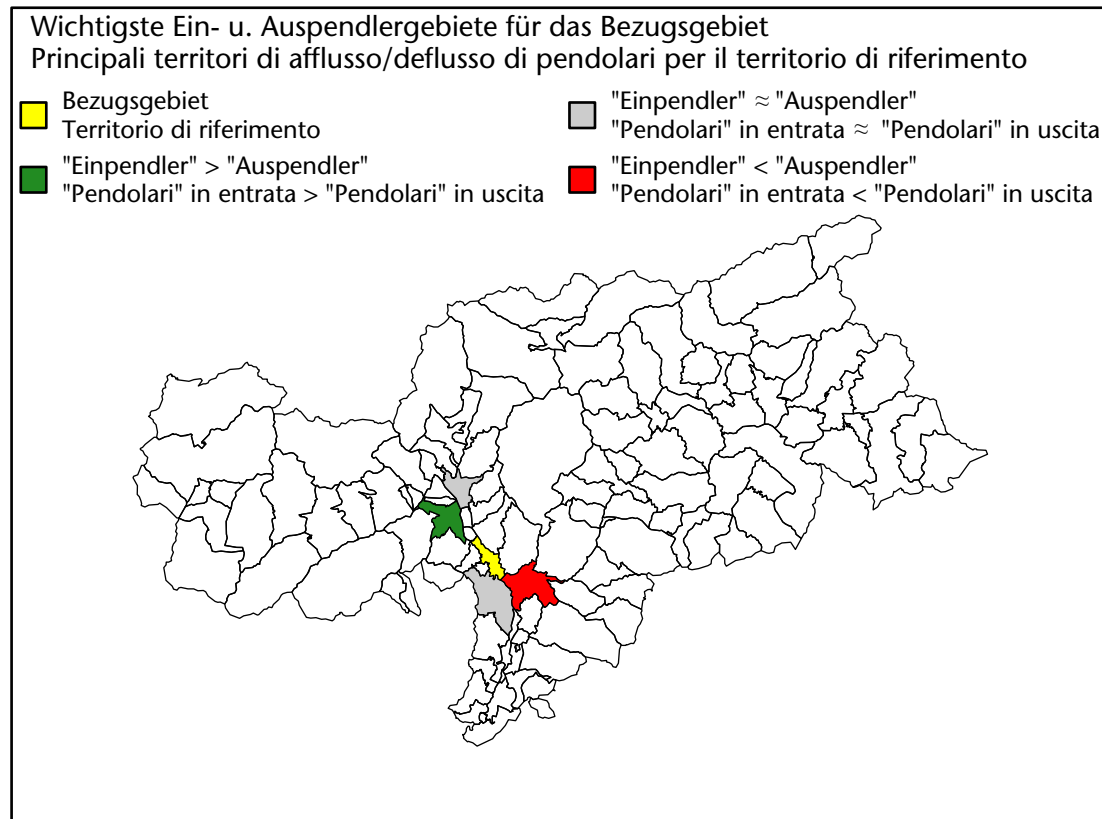 Wichtigste Ein- u. Auspendlergebiete für das Bezugsgebiet
Principali territori di afflusso/deflusso di pendolari per il territorio di riferimento
Bezugsgebiet
Territorio di riferimento
"Einpendler" > "Auspendler"
"Pendolari" in entrata > "Pendolari" in uscita
"Einpendler" ≈ "Auspendler"
"Pendolari" in entrata ≈ "Pendolari" in uscita
"Einpendler" < "Auspendler"
"Pendolari" in entrata < "Pendolari" in uscita